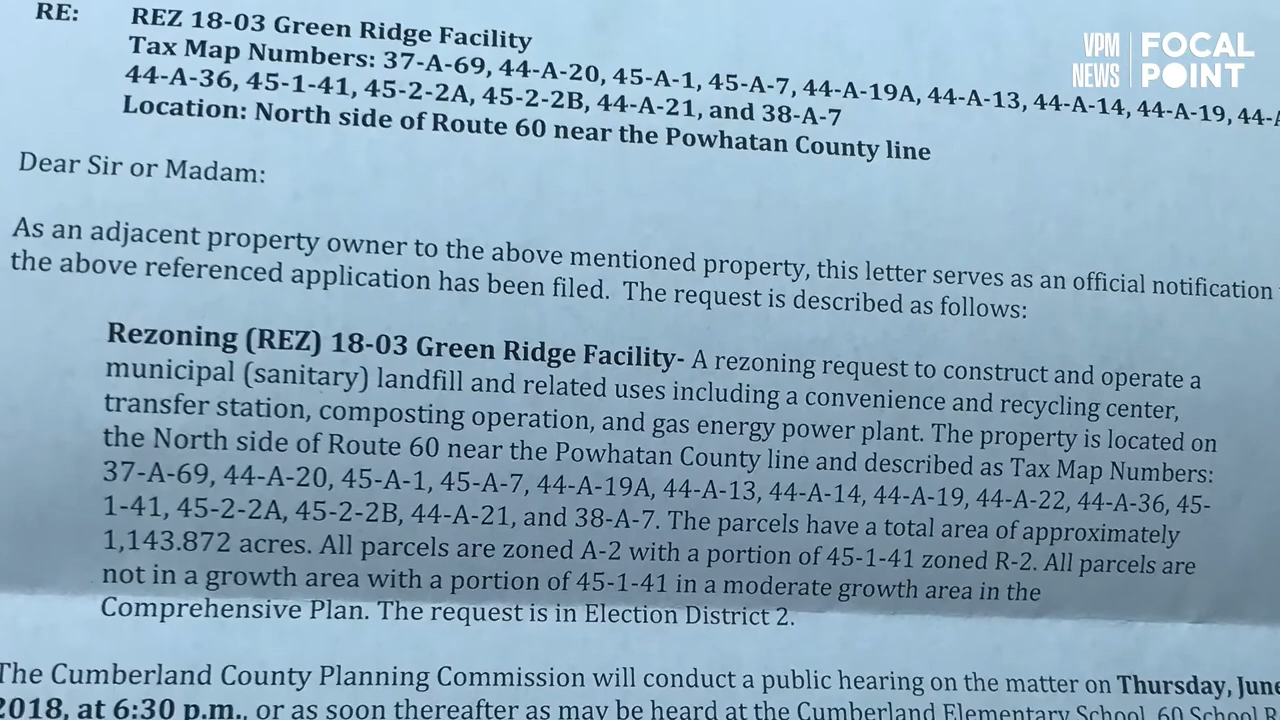 RE: REZ 18-03 Green Ridge Facility
Tax Map Numbers: 37-A-69, 44-A-20, 45-A-1, 45-A-7, 44-A-19A, 44-A-13, 44-A-14, 44-A-19,
44-A-36, 45-1-41, 45-2-2A, 45-2-2B, 44-A-21, and 38-A-7
Location: North side of Route 60 near the Powhatan County line
VPM NEWS
FOCAL POINT
Dear Sir or Madam:
As an adjacent property owner to the above mentioned property, this letter serves as an official notification
the above referenced application has been filed. The request is described as follows:
Rezoning (REZ) 18-03 Green Ridge Facility- A rezoning request to construct and operate a
municipal (sanitary) landfill and related uses including a convenience and recycling center,
transfer station, composting operation, and gas energy power plant. The property is located on
the North side of Route 60 near the Powhatan County line and described as Tax Map Numbers:
37-A-69, 44-A-20, 45-A-1, 45-A-7, 44-A-19A, 44-A-13, 44-A-14, 44-A-19, 44-A-22, 44-A-36, 45-
1-41, 45-2-2A, 45-2-2B, 44-A-21, and 38-A-7. The parcels have a total area of approximately
1,143.872 acres. All parcels are zoned A-2 with a portion of 45-1-41 zoned R-2. All parcels are
not in a growth area with a portion of 45-1-41 in a moderate growth area in the
Comprehensive Plan. The request is in Election District 2.
The Cumberland County Planning Commission will conduct a public hearing on the matter on Thursday, June
2018, at 6:30 p.m., or as soon thereafter as may be heard at the Cumberland Elementary School, 60 School